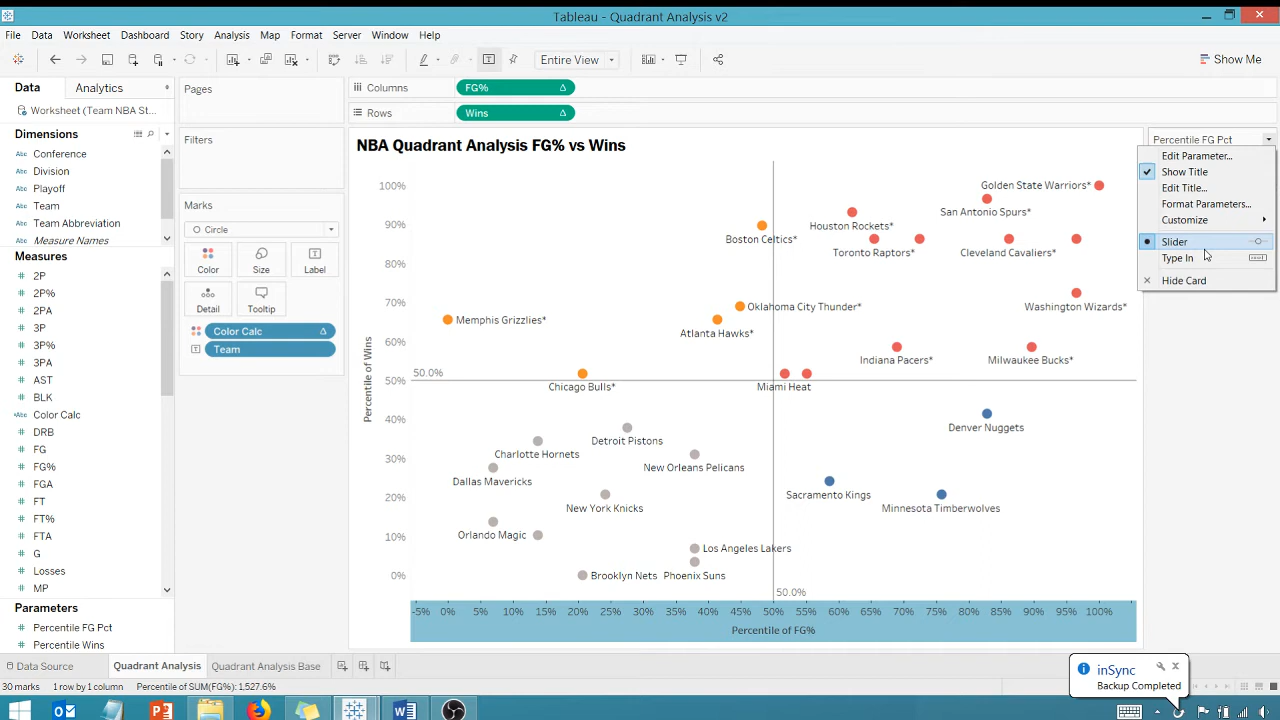 Tableau - Quadrant Analysis v2
File Data Worksheet Dashboard Story Analysis Map Format Server Window Help
Entire View
Show Me
Data Analytics
Worksheet (Team NBA St...
Dimensions
Abc Conference
Abc Division
Abc Playoff
Abc Team
Abc Team Abbreviation
Abc Measure Names
Measures
# 2P
# 2P%
# 2PA
# 3P
# 3P%
# 3PA
# AST
# BLK
=Abc Color Calc
# DRB
# FG
# FG%
# FGA
# FT
# FT%
# FTA
# G
# Losses
# MP
Parameters
# Percentile FG Pct
# Percentile Wins
Pages
Filters
Marks
Circle
Color Size Label
Detail Tooltip
Color Calc
Team
Columns FG%
Rows Wins
NBA Quadrant Analysis FG% vs Wins
Percentile of Wins
100%
90%
80%
70%
60%
50%
40%
30%
20%
10%
0%
Golden State Warriors*
San Antonio Spurs*
Houston Rockets*
Boston Celtics*
Toronto Raptors*
Cleveland Cavaliers*
Oklahoma City Thunder*
Washington Wizards*
Memphis Grizzlies*
Atlanta Hawks*
Indiana Pacers*
Milwaukee Bucks*
50.0%
Chicago Bulls*
Miami Heat
Denver Nuggets
Detroit Pistons
Charlotte Hornets
New Orleans Pelicans
Dallas Mavericks
Sacramento Kings
New York Knicks
Minnesota Timberwolves
Orlando Magic
Los Angeles Lakers
Brooklyn Nets
Phoenix Suns
50.0%
-5% 0% 5% 10% 15% 20% 25% 30% 35% 40% 45% 50% 55% 60% 65% 70% 75% 80% 85% 90% 95% 100%
Percentile of FG%
Percentile FG Pct
Edit Parameter...
Show Title
Edit Title...
Format Parameters...
Customize
Slider
Type In
Hide Card
Data Source Quadrant Analysis Quadrant Analysis Base
30 marks 1 row by 1 column Percentile of SUM(FG%): 1,527.6%
inSync
Backup Completed